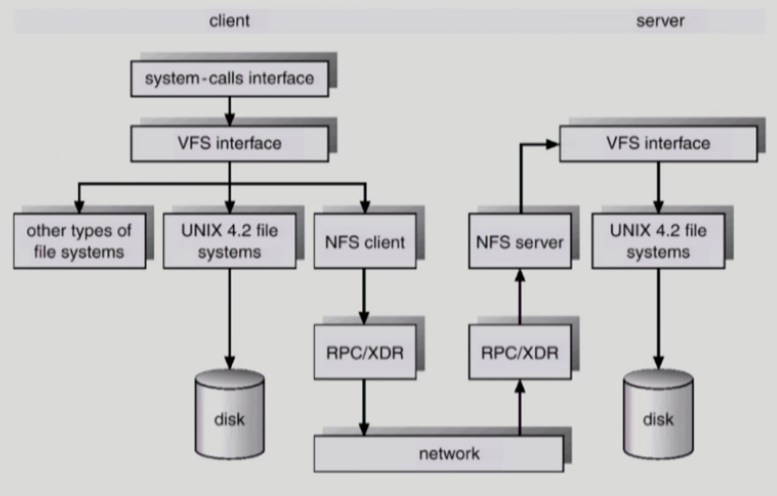 client
server
system-calls interface
VFS interface
VFS interface
other types of
file systems
UNIX 4.2 file
systems
NFS client
NFS server
UNIX 4.2 file
systems
RPC/XDR
RPC/XDR
disk
disk
network